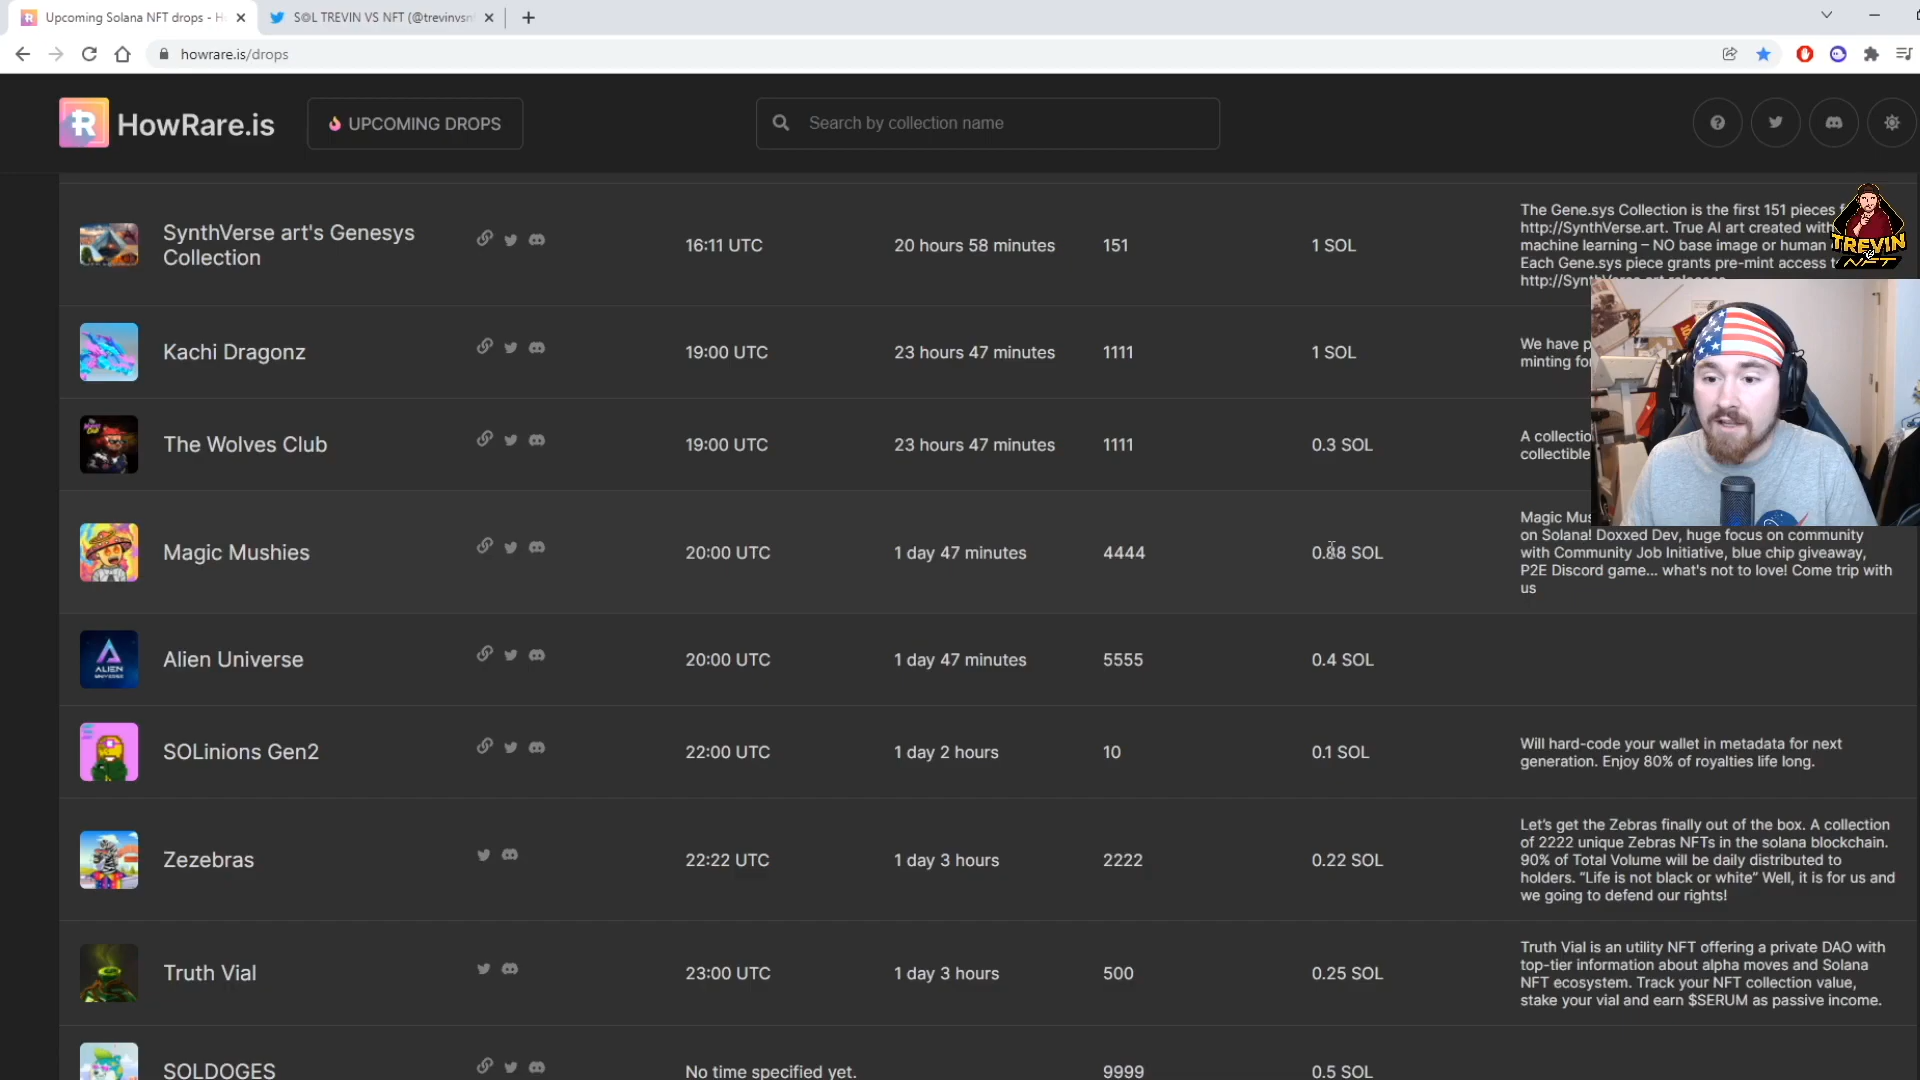 Upcoming Solana NFT drops - H
S◎L TREVIN VS NFT (@trevinvsn
howrare.is/drops
HowRare.is
UPCOMING DROPS
Search by collection name
TREVIN
VS
NFT
SynthVerse art's Genesys
Collection
16:11 UTC
20 hours 58 minutes
151
1 SOL
The Gene.sys Collection is the first 151 pieces
http://SynthVerse.art. True AI art created with
machine learning – NO base image or human
Each Gene.sys piece grants pre-mint access t
Kachi Dragonz
19:00 UTC
23 hours 47 minutes
1111
1 SOL
We have p
minting fo
The Wolves Club
19:00 UTC
23 hours 47 minutes
1111
0.3 SOL
A collectio
collectible
Magic Mushies
20:00 UTC
1 day 47 minutes
4444
0.88 SOL
Magic Mus
on Solana! Doxxed Dev, huge focus on community
with Community Job Initiative, blue chip giveaway,
P2E Discord game... what's not to love! Come trip with
us
ALIEN
UNIVERSE
Alien Universe
20:00 UTC
1 day 47 minutes
5555
0.4 SOL
SOLinions Gen2
22:00 UTC
1 day 2 hours
10
0.1 SOL
Will hard-code your wallet in metadata for next
generation. Enjoy 80% of royalties life long.
Zezebras
22:22 UTC
1 day 3 hours
2222
0.22 SOL
Let's get the Zebras finally out of the box. A collection
of 2222 unique Zebras NFTs in the solana blockchain.
90% of Total Volume will be daily distributed to
holders. "Life is not black or white" Well, it is for us and
we going to defend our rights!
Truth Vial
23:00 UTC
1 day 3 hours
500
0.25 SOL
Truth Vial is an utility NFT offering a private DAO with
top-tier information about alpha moves and Solana
NFT ecosystem. Track your NFT collection value,
stake your vial and earn $SERUM as passive income.
SOLDOGES
No time specified yet.
9999
0.5 SOL